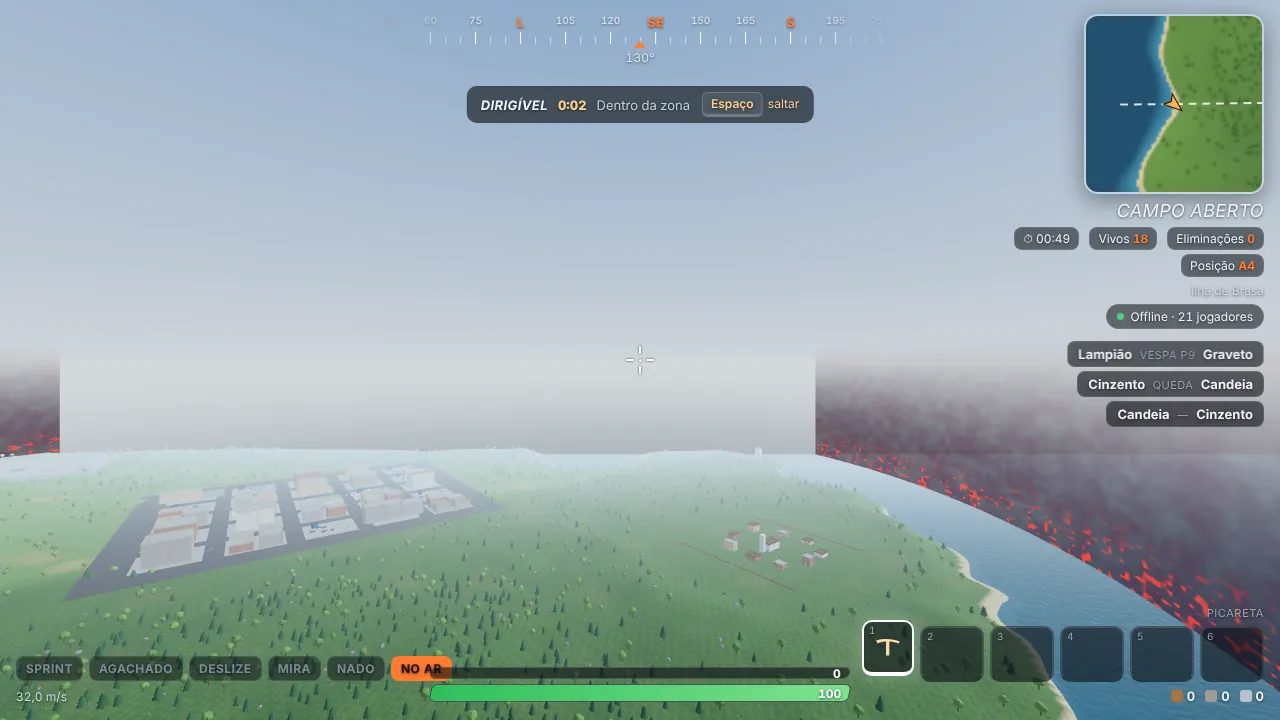 60 75 L 105 120 SE 150 165 S 195
130°
DIRIGÍVEL 0:02 Dentro da zona Espaço saltar
CAMPO ABERTO
00:49 Vivos 18 Eliminações 0
Posição A4
Ilha de Brasa
Offline · 21 jogadores
Lampião VESPA P9 Graveto
Cinzento QUEDA Candeia
Candeia — Cinzento
PICARETA
1 2 3 4 5 6
SPRINT AGACHADO DESLIZE MIRA NADO NO AR
0
32,0 m/s
100
0 0 0